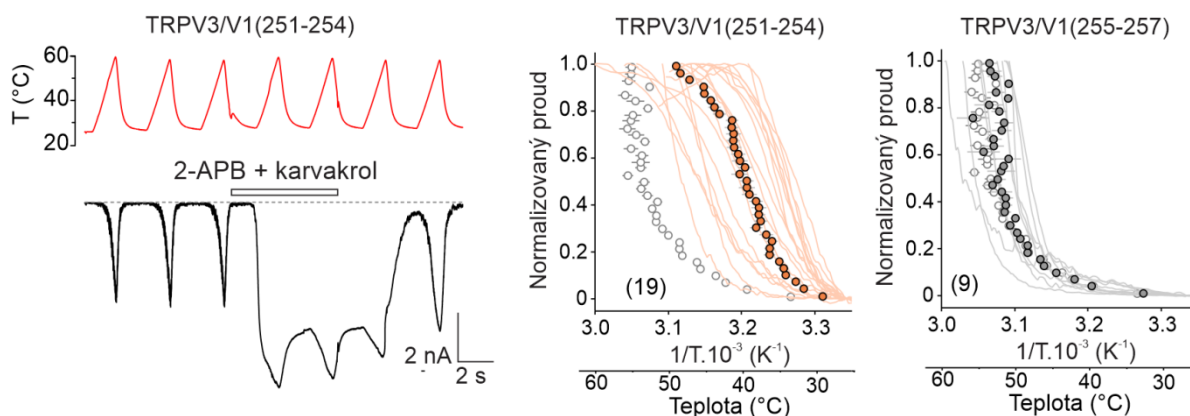 TRPV3/V1(251-254)
T (°C)
60
40
20
2-APB + karvakrol
2 nA
2 s
TRPV3/V1(251-254)
Normalizovaný proud
1.0
0.8
0.6
0.4
0.2
0
(19)
3.0 3.1 3.2 3.3
1/T.10⁻³ (K⁻¹)
60 50 40 30
Teplota (°C)
TRPV3/V1(255-257)
Normalizovaný proud
1.0
0.8
0.6
0.4
0.2
0
(9)
3.0 3.1 3.2 3.3
1/T.10⁻³ (K⁻¹)
60 50 40 30
Teplota (°C)